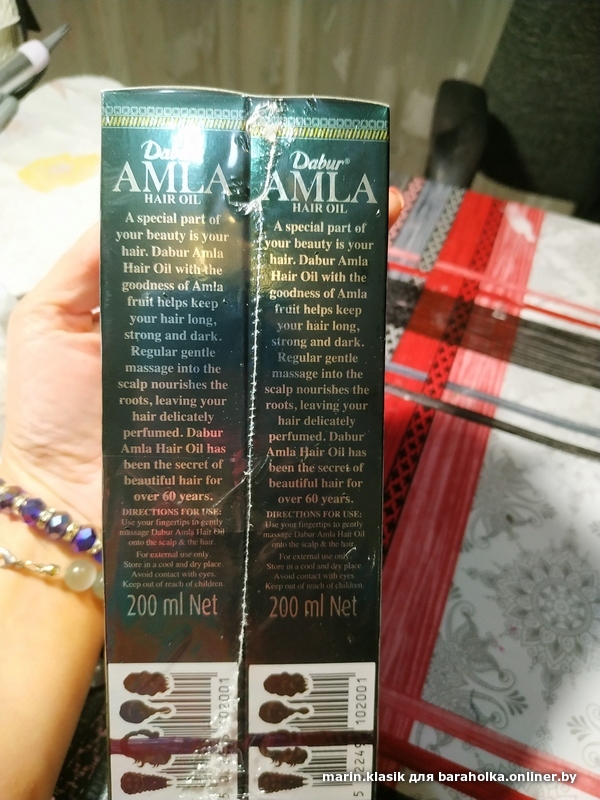 Dabur
AMLA
HAIR OIL
A special part of
your beauty is your
hair. Dabur Amla
Hair Oil with the
goodness of Amla
fruit helps keep
your hair long,
strong and dark.
Regular gentle
massage into the
scalp nourishes the
roots, leaving your
hair delicately
perfumed. Dabur
Amla Hair Oil has
been the secret of
beautiful hair for
over 60 years.
DIRECTIONS FOR USE:
Use your fingertips to gently
massage Dabur Amla Hair Oil
onto the scalp & the hair.
For external use only
Store in a cool and dry place
Avoid contact with eyes.
Keep out of reach of children
200 ml Net
102001
Dabur®
AMLA
HAIR OIL
A special part of
your beauty is your
hair. Dabur Amla
Hair Oil with the
goodness of Amla
fruit helps keep
your hair long,
strong and dark.
Regular gentle
massage into the
scalp nourishes the
roots, leaving your
hair delicately
perfumed. Dabur
Amla Hair Oil has
been the secret of
beautiful hair for
over 60 years.
DIRECTIONS FOR USE:
Use your fingertips to gently
massage Dabur Amla Hair Oil
onto the scalp & the hair.
For external use only
Store in a cool and dry place
Avoid contact with eyes.
Keep out of reach of children.
200 ml Net
102001
marin.klasik для baraholka.onliner.by